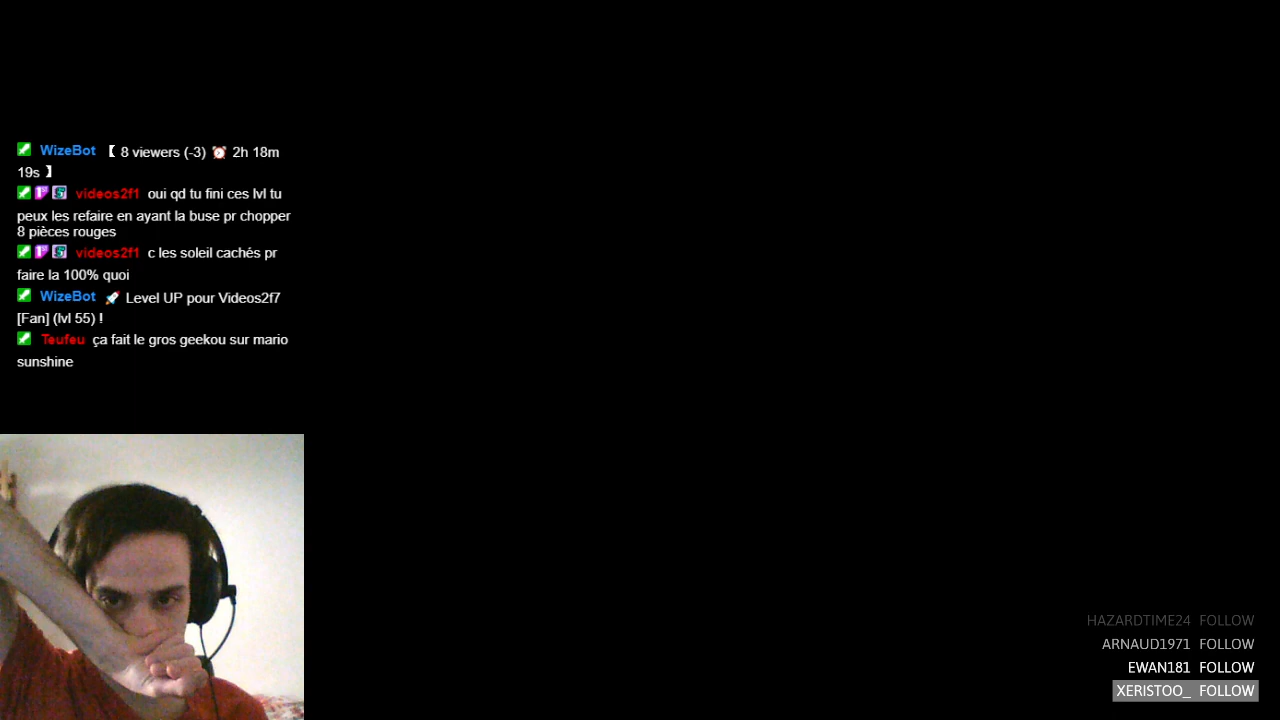 WizeBot 【 8 viewers (-3) ⏰ 2h 18m
19s 】
videos2f1 oui qd tu fini ces lvl tu
peux les refaire en ayant la buse pr chopper
8 pièces rouges
videos2f1 c les soleil cachés pr
faire la 100% quoi
WizeBot 🚀 Level UP pour Videos2f7
[Fan] (lvl 55) !
Teufeu ça fait le gros geekou sur mario
sunshine
HAZARDTIME24 FOLLOW
ARNAUD1971 FOLLOW
EWAN181 FOLLOW
XERISTOO_ FOLLOW